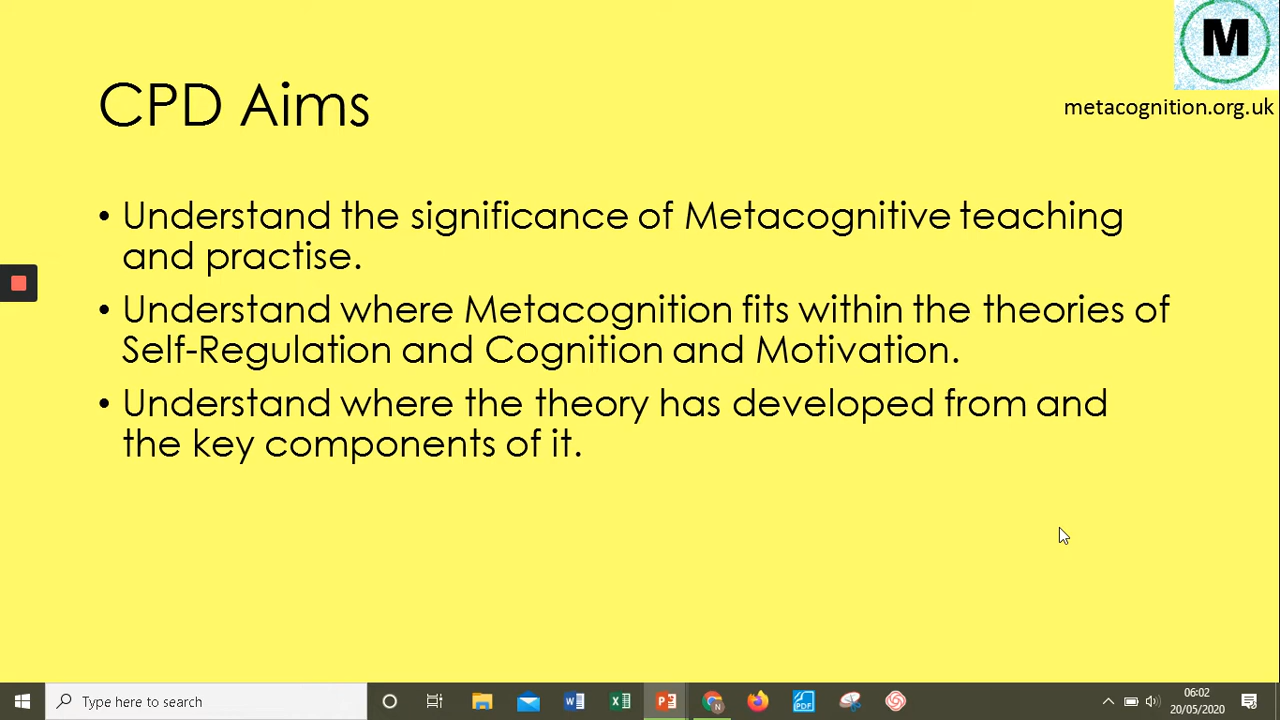 M
metacognition.org.uk
CPD Aims
• Understand the significance of Metacognitive teaching
and practise.
• Understand where Metacognition fits within the theories of
Self-Regulation and Cognition and Motivation.
• Understand where the theory has developed from and
the key components of it.
Type here to search
06:02
20/05/2020